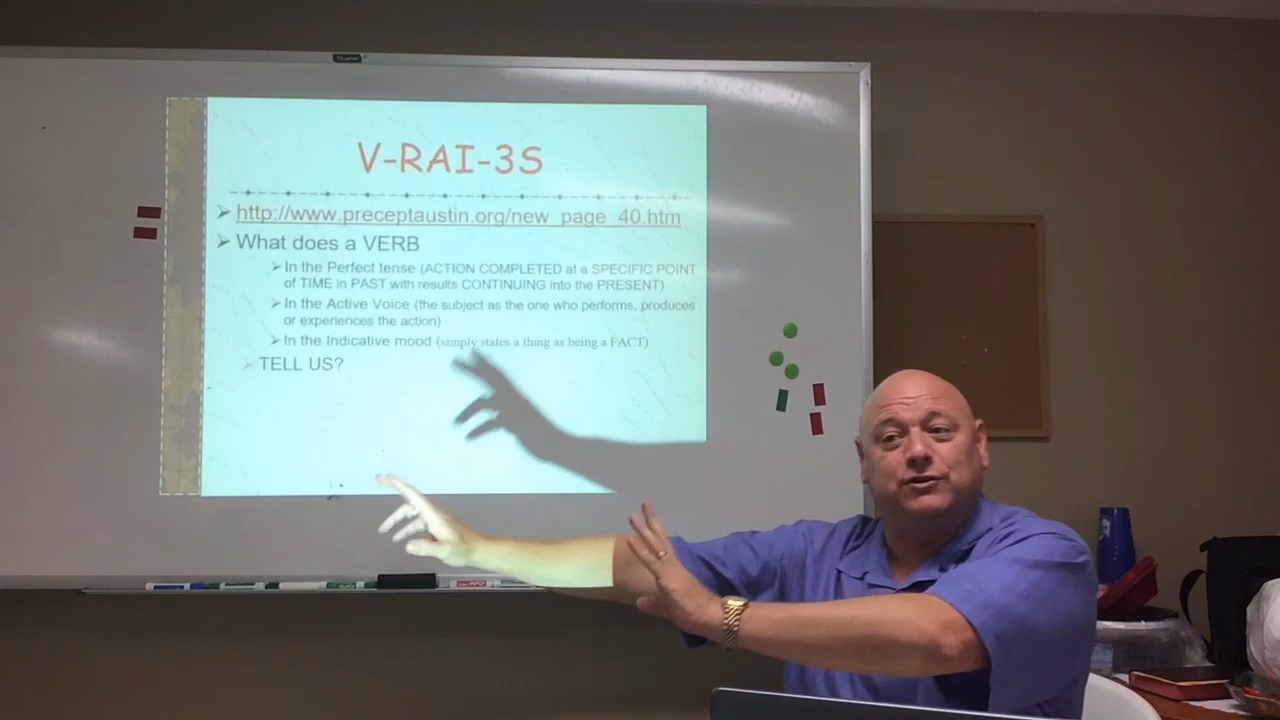 Quartet
V-RAI-3S
http://www.preceptaustin.org/new_page_40.htm
What does a VERB
In the Perfect tense (ACTION COMPLETED at a SPECIFIC POINT
of TIME in PAST with results CONTINUING into the PRESENT)
In the Active Voice (the subject as the one who performs, produces
or experiences the action)
In the Indicative mood (simply states a thing as being a FACT)
TELL US?
EXPO